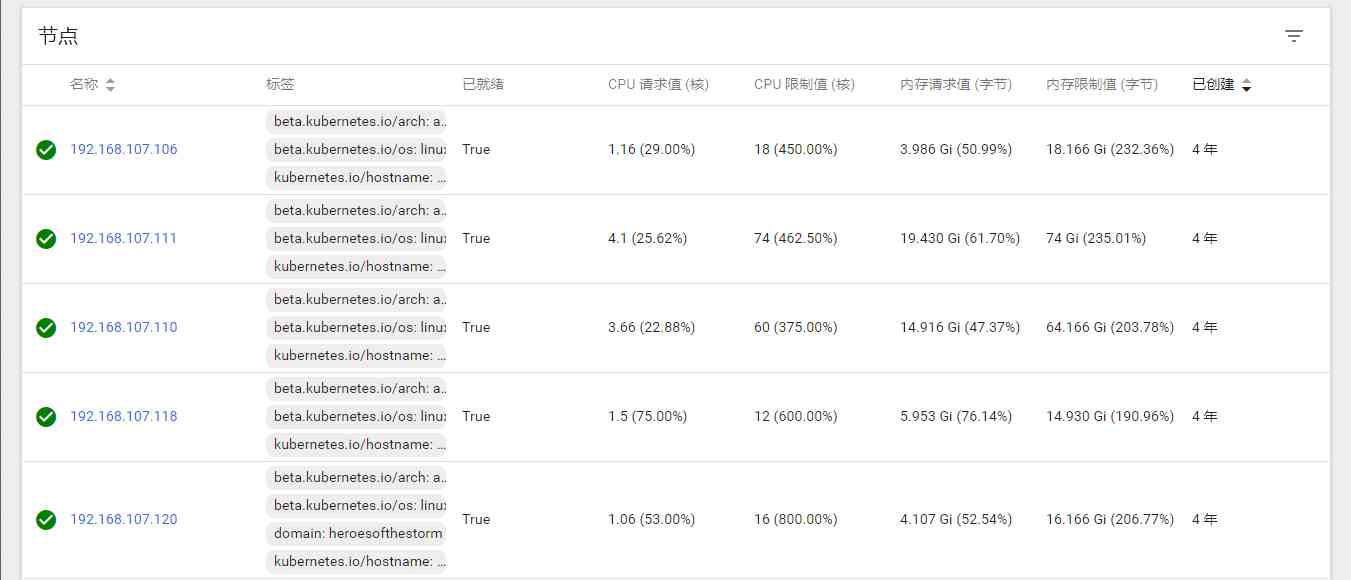 节点
名称 标签 已就绪 CPU 请求值 (核) CPU 限制值 (核) 内存请求值 (字节) 内存限制值 (字节) 已创建
beta.kubernetes.io/arch: a...
192.168.107.106 beta.kubernetes.io/os: linux True 1.16 (29.00%) 18 (450.00%) 3.986 Gi (50.99%) 18.166 Gi (232.36%) 4 年
kubernetes.io/hostname: ...
beta.kubernetes.io/arch: a...
192.168.107.111 beta.kubernetes.io/os: linux True 4.1 (25.62%) 74 (462.50%) 19.430 Gi (61.70%) 74 Gi (235.01%) 4 年
kubernetes.io/hostname: ...
beta.kubernetes.io/arch: a...
192.168.107.110 beta.kubernetes.io/os: linux True 3.66 (22.88%) 60 (375.00%) 14.916 Gi (47.37%) 64.166 Gi (203.78%) 4 年
kubernetes.io/hostname: ...
beta.kubernetes.io/arch: a...
192.168.107.118 beta.kubernetes.io/os: linux True 1.5 (75.00%) 12 (600.00%) 5.953 Gi (76.14%) 14.930 Gi (190.96%) 4 年
kubernetes.io/hostname: ...
beta.kubernetes.io/arch: a...
beta.kubernetes.io/os: linux
192.168.107.120 True 1.06 (53.00%) 16 (800.00%) 4.107 Gi (52.54%) 16.166 Gi (206.77%) 4 年
domain: heroesofthestorm
kubernetes.io/hostname: ...